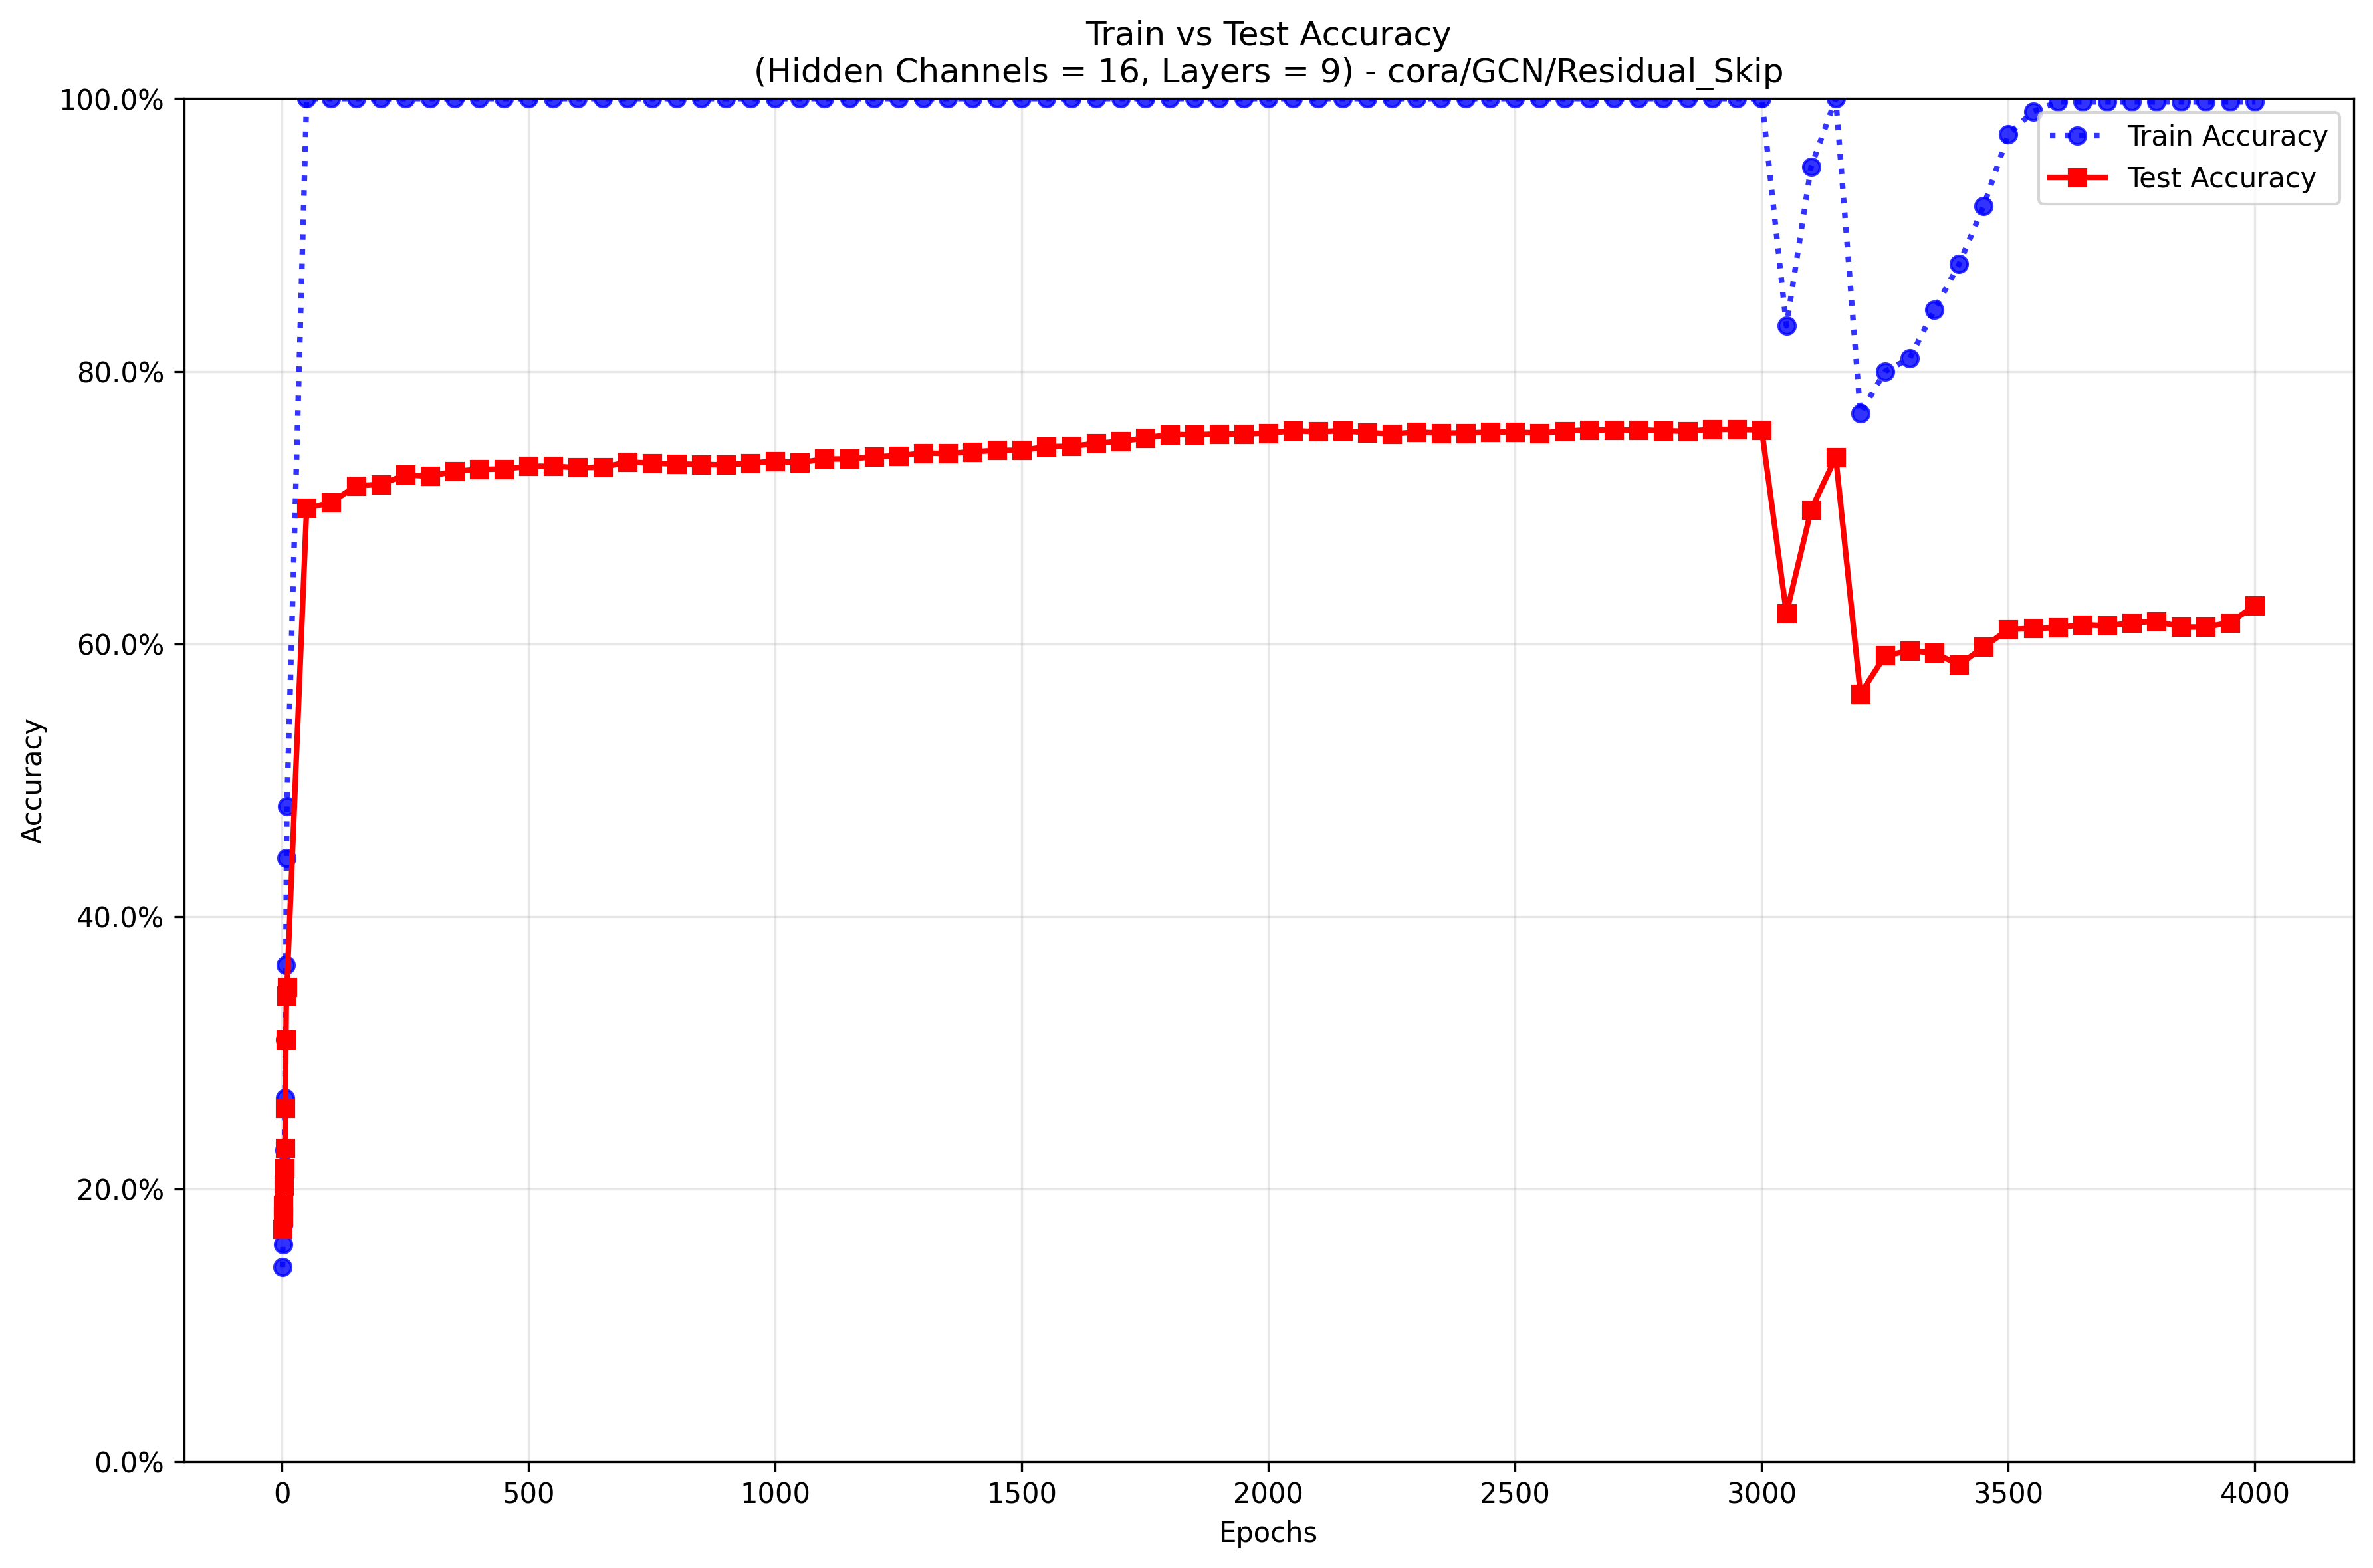 Train vs Test Accuracy
(Hidden Channels = 16, Layers = 9) - cora/GCN/Residual_Skip
100.0%
80.0%
60.0%
40.0%
20.0%
0.0%
Accuracy
Train Accuracy
Test Accuracy
0
500
1000
1500
2000
2500
3000
3500
4000
Epochs